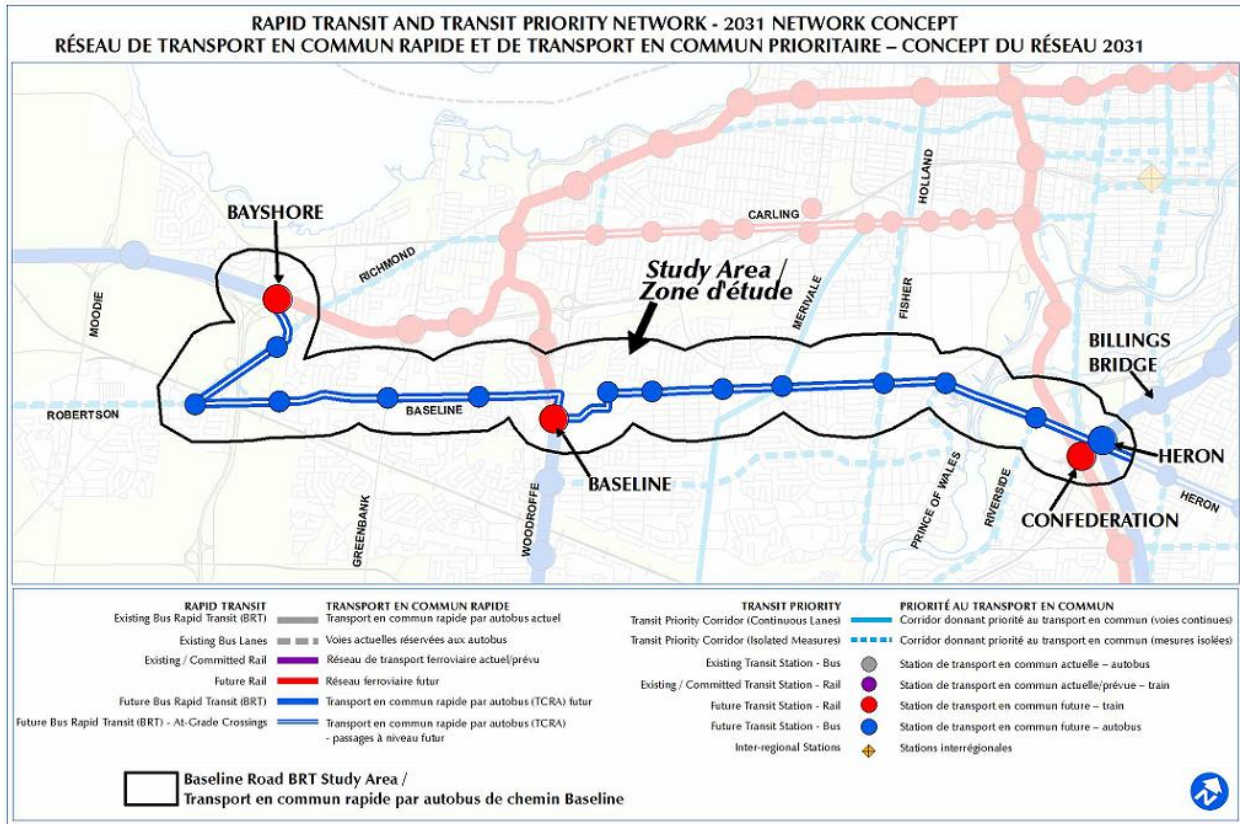 RAPID TRANSIT AND TRANSIT PRIORITY NETWORK - 2031 NETWORK CONCEPT
RÉSEAU DE TRANSPORT EN COMMUN RAPIDE ET DE TRANSPORT EN COMMUN PRIORITAIRE – CONCEPT DU RÉSEAU 2031
HOLLAND
BAYSHORE
CARLING
RICHMOND
Study Area /
Zone d'étude
MOODIE
MERIVALE
FISHER
BILLINGS
BRIDGE
ROBERTSON
BASELINE
HERON
BASELINE
PRINCE OF WALES
RIVERSIDE
HERON
GREENBANK
WOODROFFE
CONFEDERATION
RAPID TRANSIT
TRANSPORT EN COMMUN RAPIDE
Existing Bus Rapid Transit (BRT)
Transport en commun rapide par autobus actuel
Existing Bus Lanes
Voies actuelles réservées aux autobus
Existing / Committed Rail
Réseau de transport ferroviaire actuel/prévu
Future Rail
Réseau ferroviaire futur
Future Bus Rapid Transit (BRT)
Transport en commun rapide par autobus (TCRA) futur
Future Bus Rapid Transit (BRT) - At-Grade Crossings
Transport en commun rapide par autobus (TCRA)
- passages à niveau futur
TRANSIT PRIORITY
PRIORITÉ AU TRANSPORT EN COMMUN
Transit Priority Corridor (Continuous Lanes)
Corridor donnant priorité au transport en commun (voies continues)
Transit Priority Corridor (Isolated Measures)
Corridor donnant priorité au transport en commun (mesures isolées)
Existing Transit Station - Bus
Station de transport en commun actuelle – autobus
Existing / Committed Transit Station - Rail
Station de transport en commun actuelle/prévue – train
Future Transit Station - Rail
Station de transport en commun future – train
Future Transit Station - Bus
Station de transport en commun future – autobus
Inter-regional Stations
Stations interrégionales
Baseline Road BRT Study Area /
Transport en commun rapide par autobus de chemin Baseline
N